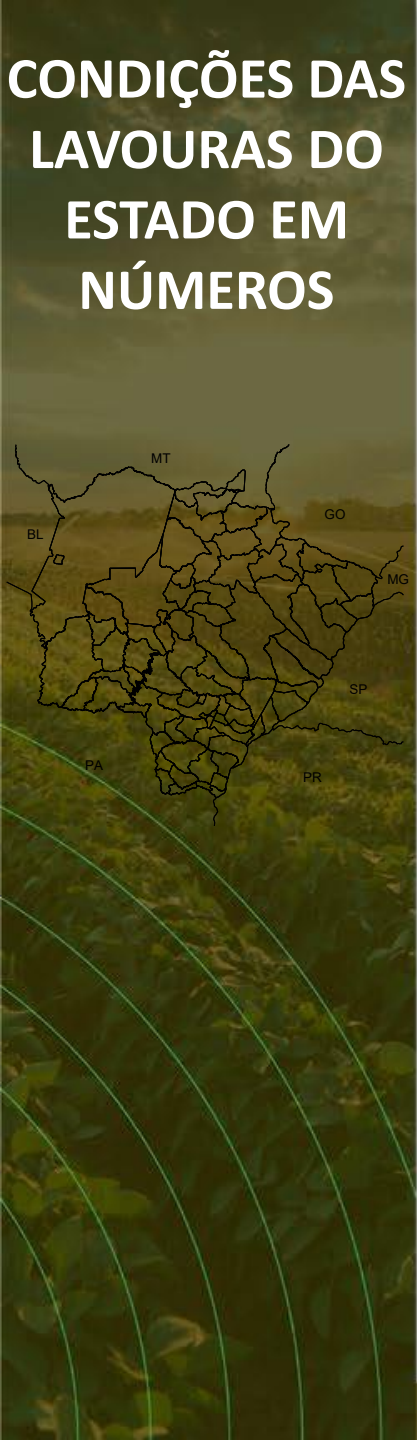 CONDIÇÕES DAS
LAVOURAS DO
ESTADO EM
NÚMEROS
MT
GO
BL
MG
SP
PA
PR